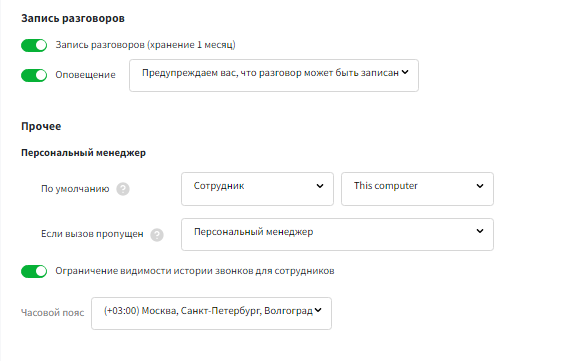 Запись разговоров
Запись разговоров (хранение 1 месяц)
Оповещение Предупреждаем вас, что разговор может быть записан
Прочее
Персональный менеджер
По умолчанию ? Сотрудник This computer
Если вызов пропущен ? Персональный менеджер
Ограничение видимости истории звонков для сотрудников
Часовой пояс (+03:00) Москва, Санкт-Петербург, Волгоград